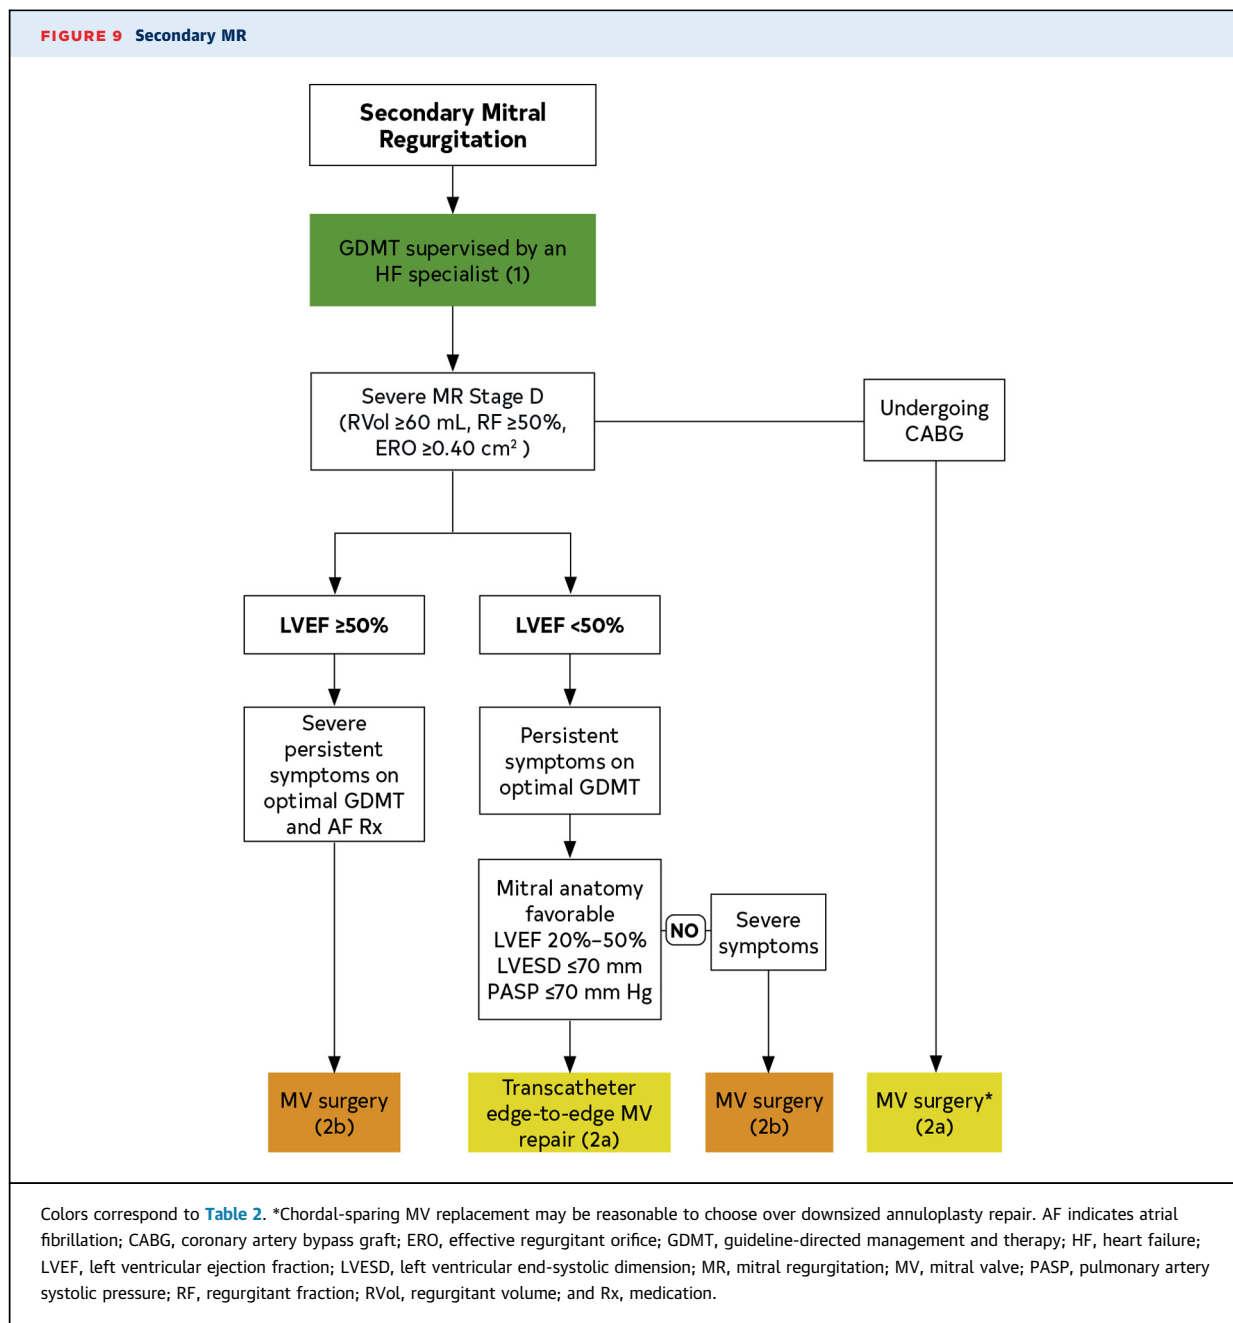 FIGURE 9 Secondary MR
Secondary Mitral
Regurgitation
GDMT supervised by an
HF specialist (1)
Severe MR Stage D
(RVol ≥60 mL, RF ≥50%,
ERO ≥0.40 cm² )
Undergoing
CABG
LVEF ≥50%
LVEF <50%
Severe
persistent
symptoms on
optimal GDMT
and AF Rx
Persistent
symptoms on
optimal GDMT
Mitral anatomy
favorable
LVEF 20%–50%
LVESD ≤70 mm
PASP ≤70 mm Hg
NO
Severe
symptoms
MV surgery
(2b)
Transcatheter
edge-to-edge MV
repair (2a)
MV surgery
(2b)
MV surgery*
(2a)
Colors correspond to Table 2. *Chordal-sparing MV replacement may be reasonable to choose over downsized annuloplasty repair. AF indicates atrial
fibrillation; CABG, coronary artery bypass graft; ERO, effective regurgitant orifice; GDMT, guideline-directed management and therapy; HF, heart failure;
LVEF, left ventricular ejection fraction; LVESD, left ventricular end-systolic dimension; MR, mitral regurgitation; MV, mitral valve; PASP, pulmonary artery
systolic pressure; RF, regurgitant fraction; RVol, regurgitant volume; and Rx, medication.